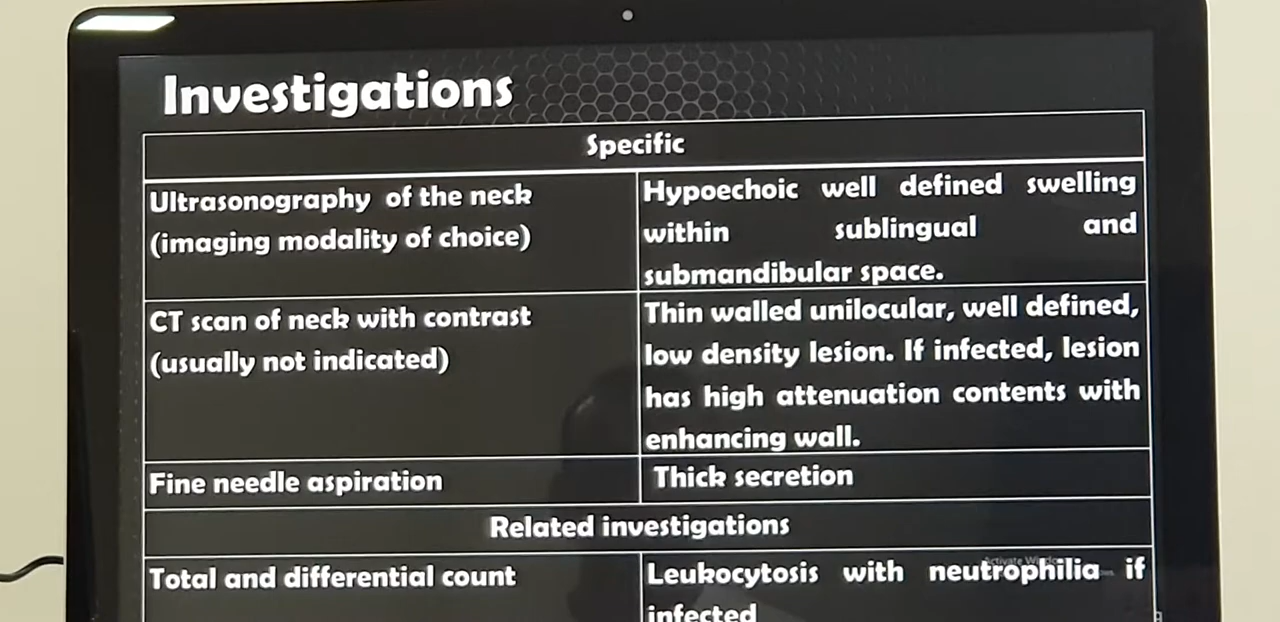 Investigations
Specific
Ultrasonography of the neck
(imaging modality of choice)
Hypoechoic well defined swelling
within sublingual and
submandibular space.
CT scan of neck with contrast
(usually not indicated)
Thin walled unilocular, well defined,
low density lesion. If infected, lesion
has high attenuation contents with
enhancing wall.
Fine needle aspiration
Thick secretion
Related investigations
Total and differential count
Leukocytosis with neutrophilia if
infected